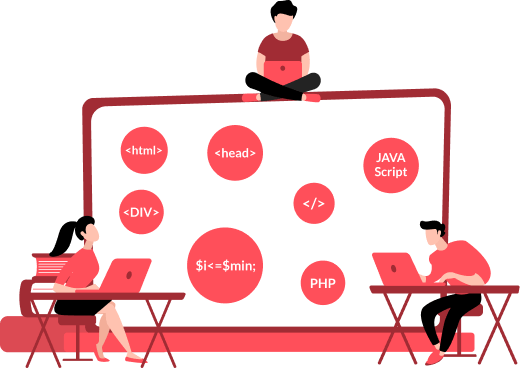 <html>
<head>
JAVA
Script
<DIV>
</>
$i<=$min;
PHP